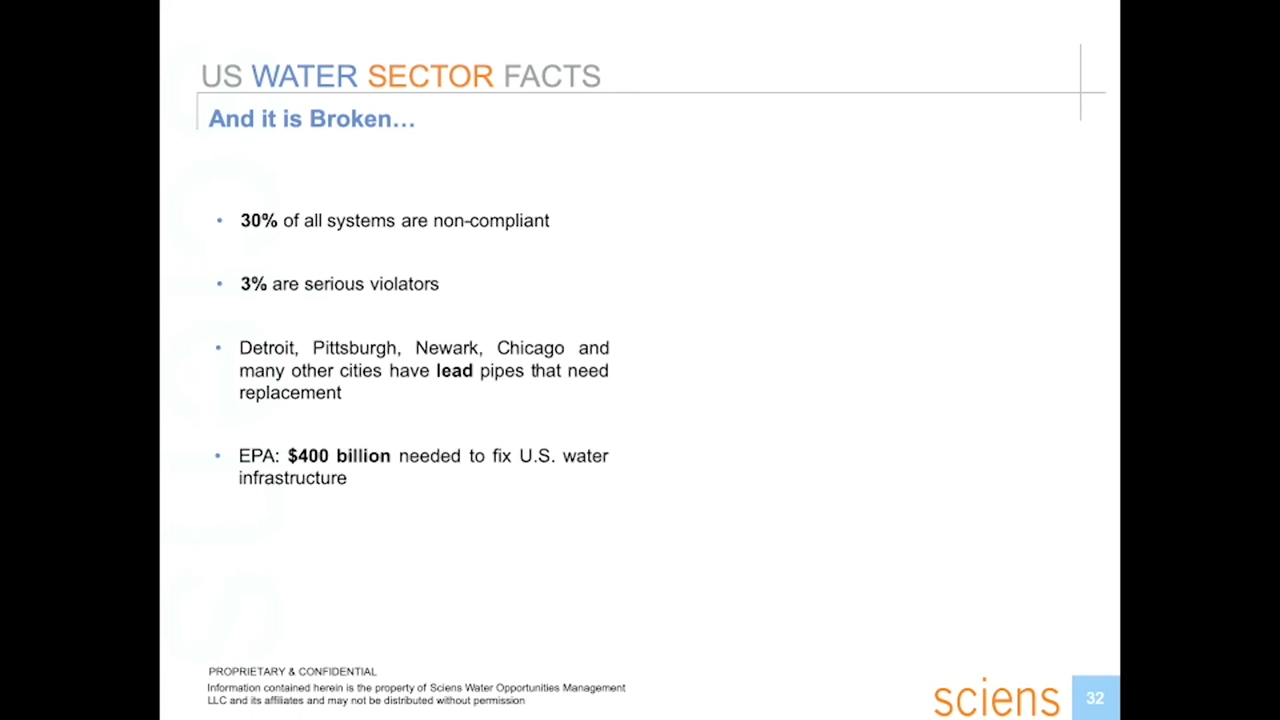 US WATER SECTOR FACTS
And it is Broken…
• 30% of all systems are non-compliant
• 3% are serious violators
• Detroit, Pittsburgh, Newark, Chicago and
many other cities have lead pipes that need
replacement
• EPA: $400 billion needed to fix U.S. water
infrastructure
PROPRIETARY & CONFIDENTIAL
Information contained herein is the property of Sciens Water Opportunities Management
LLC and its affiliates and may not be distributed without permission
sciens
32